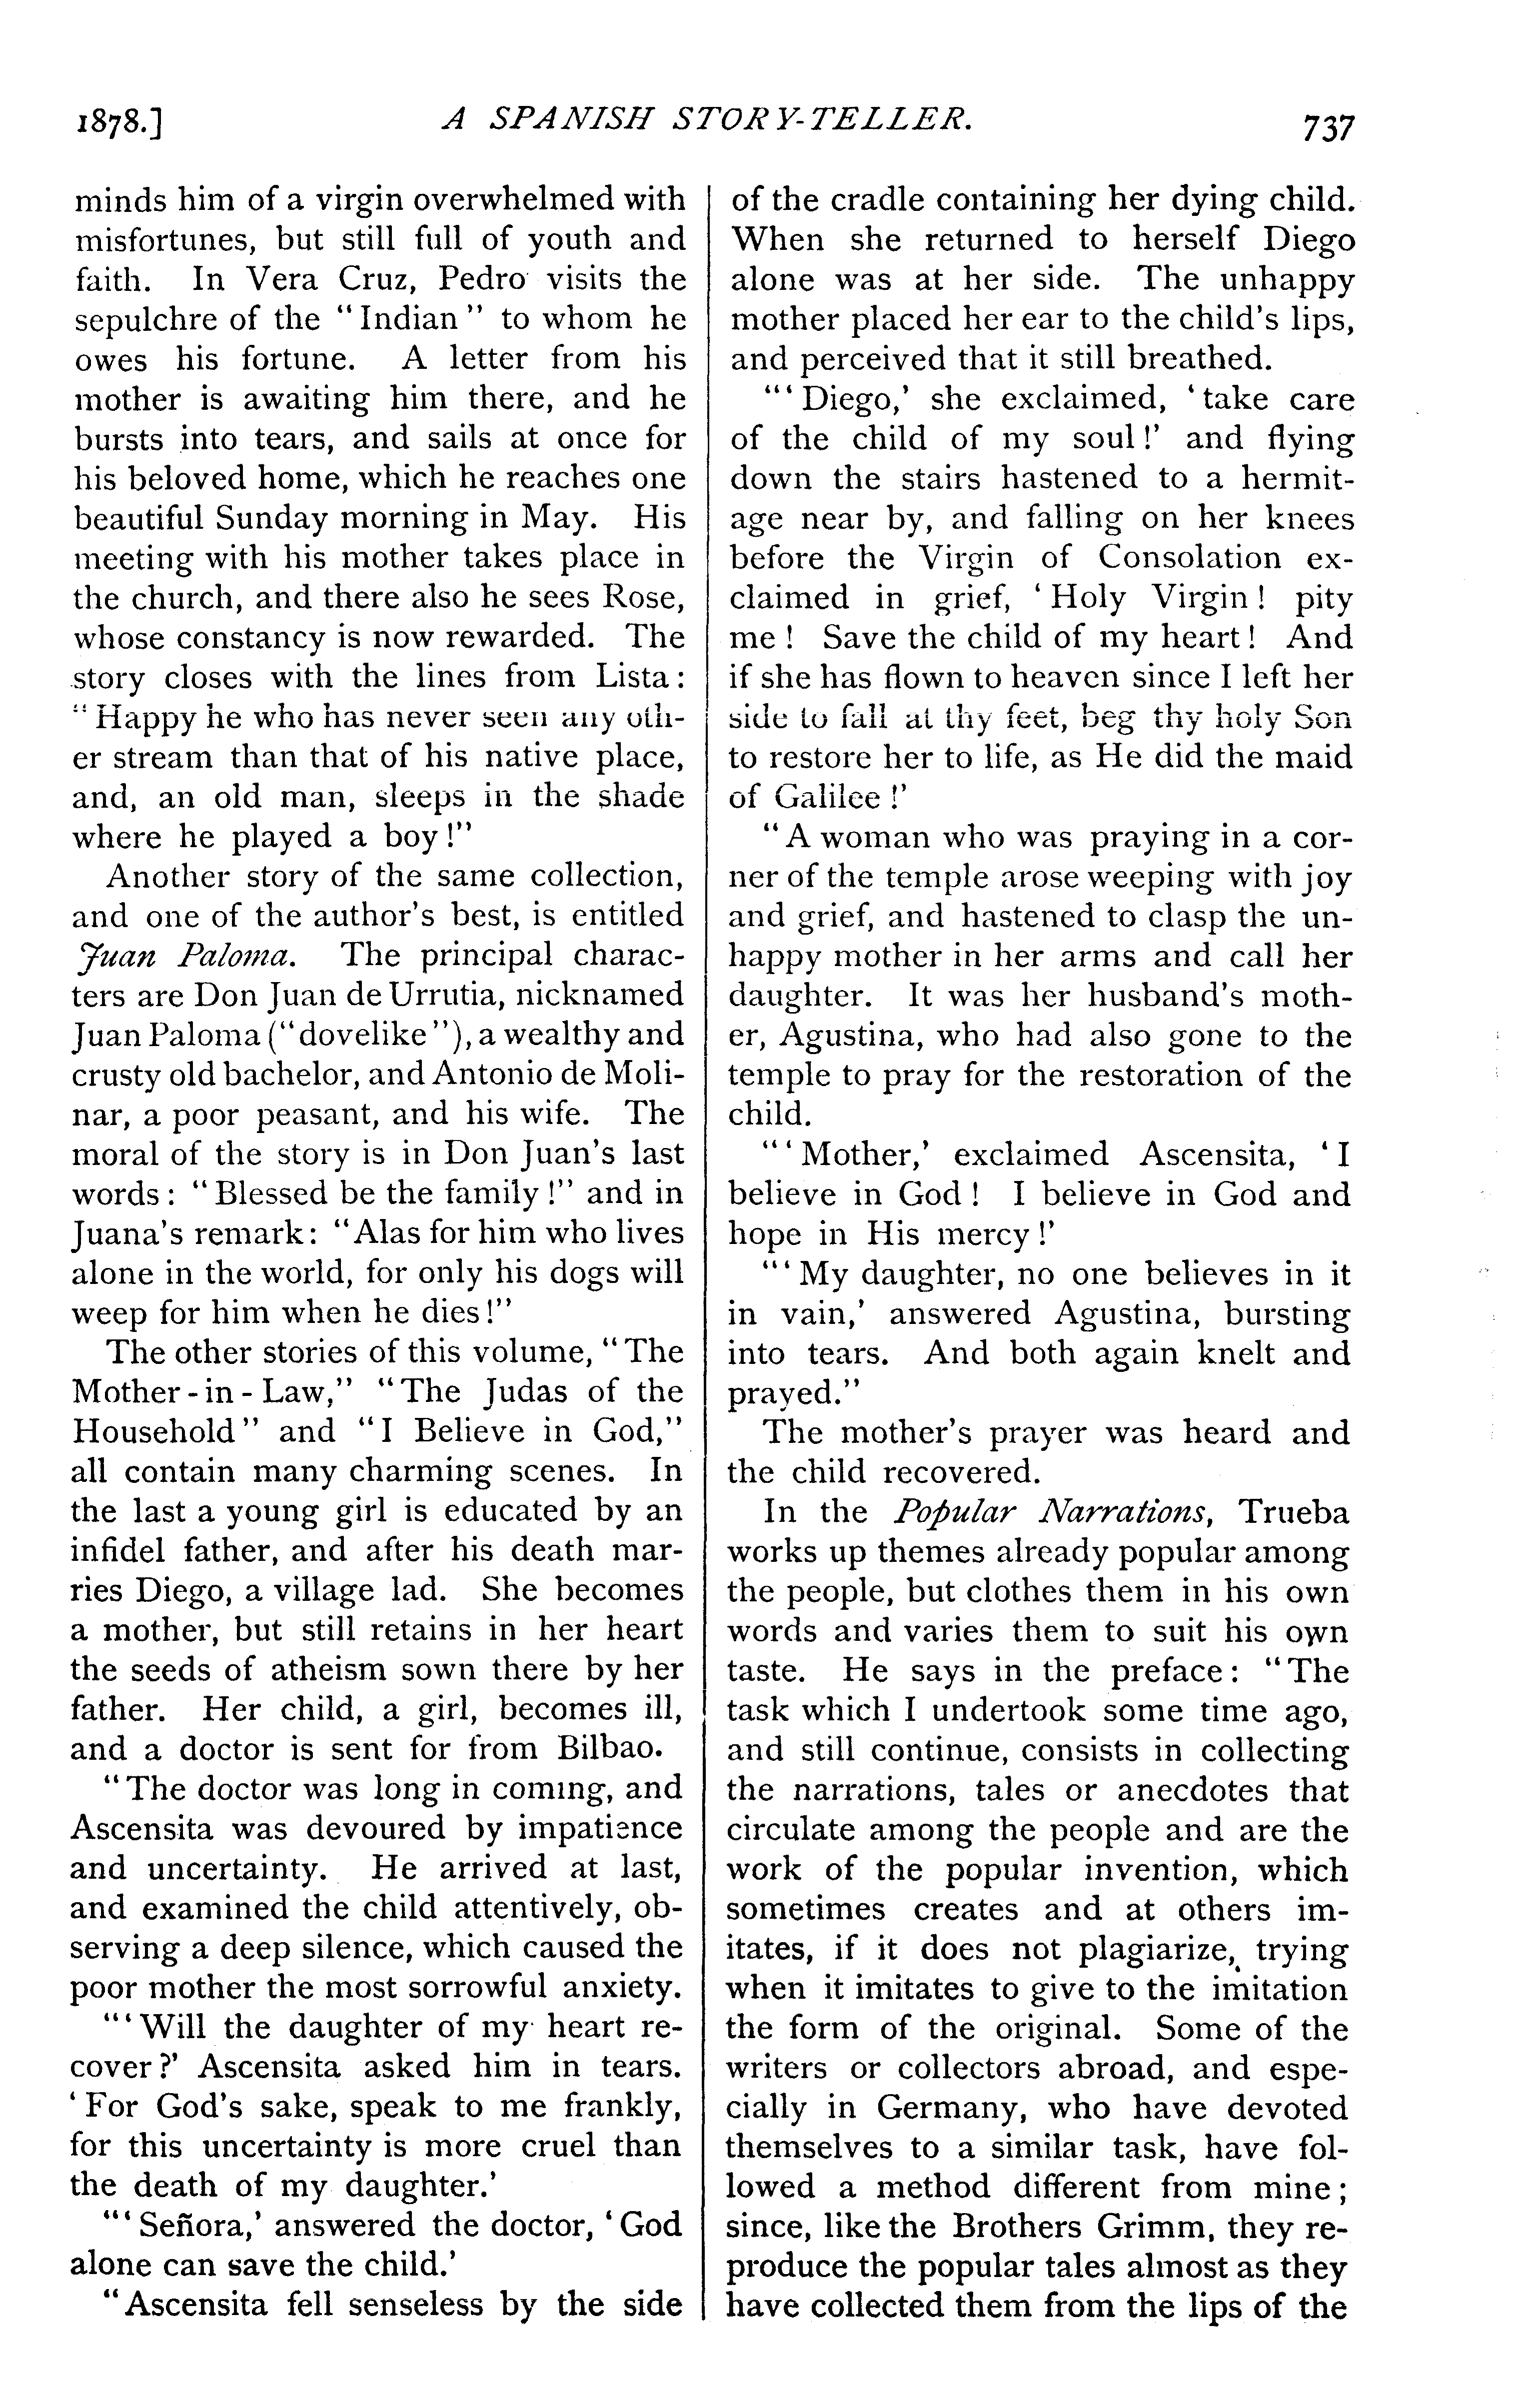 1878.] A SPANISH STORY-TELLER. 737
minds him of a virgin overwhelmed with
misfortunes, but still full of youth and
faith. In Vera Cruz, Pedro visits the
sepulchre of the "Indian" to whom he
owes his fortune. A letter from his
mother is awaiting him there, and he
bursts into tears, and sails at once for
his beloved home, which he reaches one
beautiful Sunday morning in May. His
meeting with his mother takes place in
the church, and there also he sees Rose,
whose constancy is now rewarded. The
story closes with the lines from Lista:
"Happy he who has never seen any oth-
er stream than that of his native place,
and, an old man, sleeps in the shade
where he played a boy!"
Another story of the same collection,
and one of the author's best, is entitled
Juan Paloma. The principal charac-
ters are Don Juan de Urrutia, nicknamed
Juan Paloma ("dovelike"), a wealthy and
crusty old bachelor, and Antonio de Moli-
nar, a poor peasant, and his wife. The
moral of the story is in Don Juan's last
words: "Blessed be the family!" and in
Juana's remark: "Alas for him who lives
alone in the world, for only his dogs will
weep for him when he dies!"
The other stories of this volume, "The
Mother-in-Law," "The Judas of the
Household" and "I Believe in God,"
all contain many charming scenes. In
the last a young girl is educated by an
infidel father, and after his death mar-
ries Diego, a village lad. She becomes
a mother, but still retains in her heart
the seeds of atheism sown there by her
father. Her child, a girl, becomes ill,
and a doctor is sent for from Bilbao.
"The doctor was long in coming, and
Ascensita was devoured by impatience
and uncertainty. He arrived at last,
and examined the child attentively, ob-
serving a deep silence, which caused the
poor mother the most sorrowful anxiety.
"'Will the daughter of my heart re-
cover?' Ascensita asked him in tears.
'For God's sake, speak to me frankly,
for this uncertainty is more cruel than
the death of my daughter.'
"'Señora,' answered the doctor, 'God
alone can save the child.'
"Ascensita fell senseless by the side
of the cradle containing her dying child.
When she returned to herself Diego
alone was at her side. The unhappy
mother placed her ear to the child's lips,
and perceived that it still breathed.
"'Diego,' she exclaimed, 'take care
of the child of my soul!' and flying
down the stairs hastened to a hermit-
age near by, and falling on her knees
before the Virgin of Consolation ex-
claimed in grief, 'Holy Virgin! pity
me! Save the child of my heart! And
if she has flown to heaven since I left her
side to fall at thy feet, beg thy holy Son
to restore her to life, as He did the maid
of Galilee!'
"A woman who was praying in a cor-
ner of the temple arose weeping with joy
and grief, and hastened to clasp the un-
happy mother in her arms and call her
daughter. It was her husband's moth-
er, Agustina, who had also gone to the
temple to pray for the restoration of the
child.
"'Mother,' exclaimed Ascensita, 'I
believe in God! I believe in God and
hope in His mercy!'
"'My daughter, no one believes in it
in vain,' answered Agustina, bursting
into tears. And both again knelt and
prayed."
The mother's prayer was heard and
the child recovered.
In the Popular Narrations, Trueba
works up themes already popular among
the people, but clothes them in his own
words and varies them to suit his own
taste. He says in the preface: "The
task which I undertook some time ago,
and still continue, consists in collecting
the narrations, tales or anecdotes that
circulate among the people and are the
work of the popular invention, which
sometimes creates and at others im-
itates, if it does not plagiarize, trying
when it imitates to give to the imitation
the form of the original. Some of the
writers or collectors abroad, and espe-
cially in Germany, who have devoted
themselves to a similar task, have fol-
lowed a method different from mine;
since, like the Brothers Grimm, they re-
produce the popular tales almost as they
have collected them from the lips of the